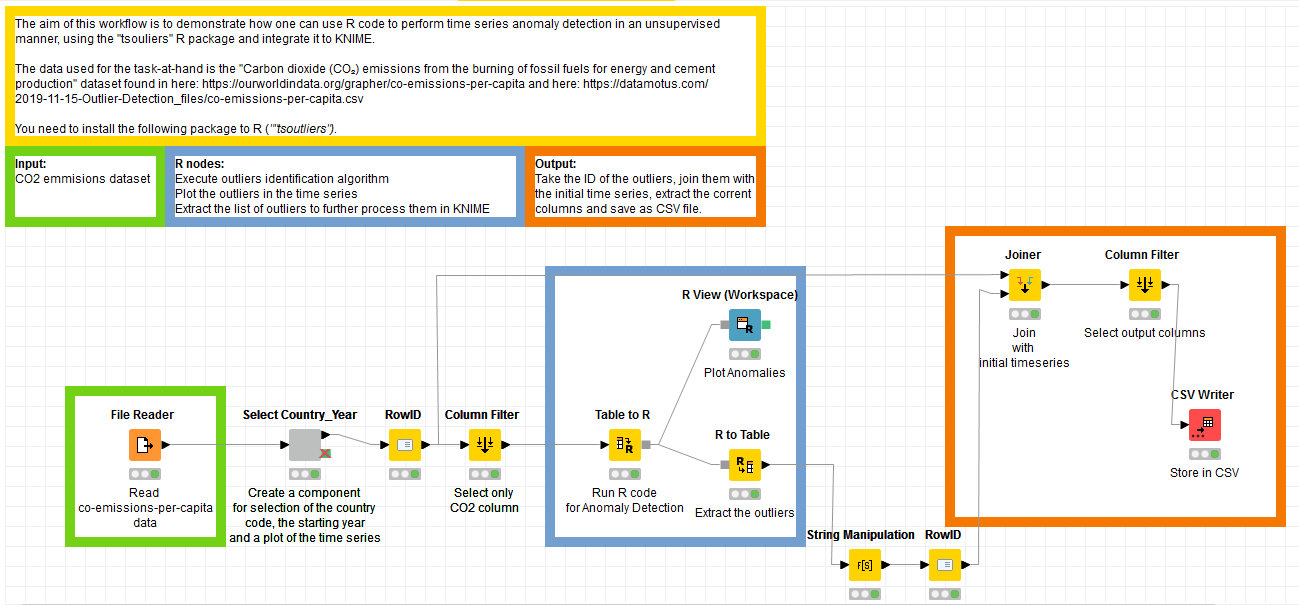 The aim of this workflow is to demonstrate how one can use R code to perform time series anomaly detection in an unsupervised
manner, using the "tsouliers" R package and integrate it to KNIME.
The data used for the task-at-hand is the "Carbon dioxide (CO₂) emissions from the burning of fossil fuels for energy and cement
production" dataset found in here: https://ourworldindata.org/grapher/co-emissions-per-capita and here: https://datamotus.com/
2019-11-15-Outlier-Detection_files/co-emissions-per-capita.csv
You need to install the following package to R (""tsoutliers").
Input:
CO2 emmisions dataset
R nodes:
Execute outliers identification algorithm
Plot the outliers in the time series
Extract the list of outliers to further process them in KNIME
Output:
Take the ID of the outliers, join them with
the initial time series, extract the corrent
columns and save as CSV file.
Joiner
Join
with
initial timeseries
Column Filter
Select output columns
CSV Writer
Store in CSV
R View (Workspace)
R
Plot Anomalies
File Reader
Read
co-emissions-per-capita
data
Select Country_Year
Create a component
for selection of the country
code, the starting year
and a plot of the time series
RowID
Column Filter
Select only
CO2 column
Table to R
R
Run R code
for Anomaly Detection
R to Table
R
Extract the outliers
String Manipulation
f[S]
RowID